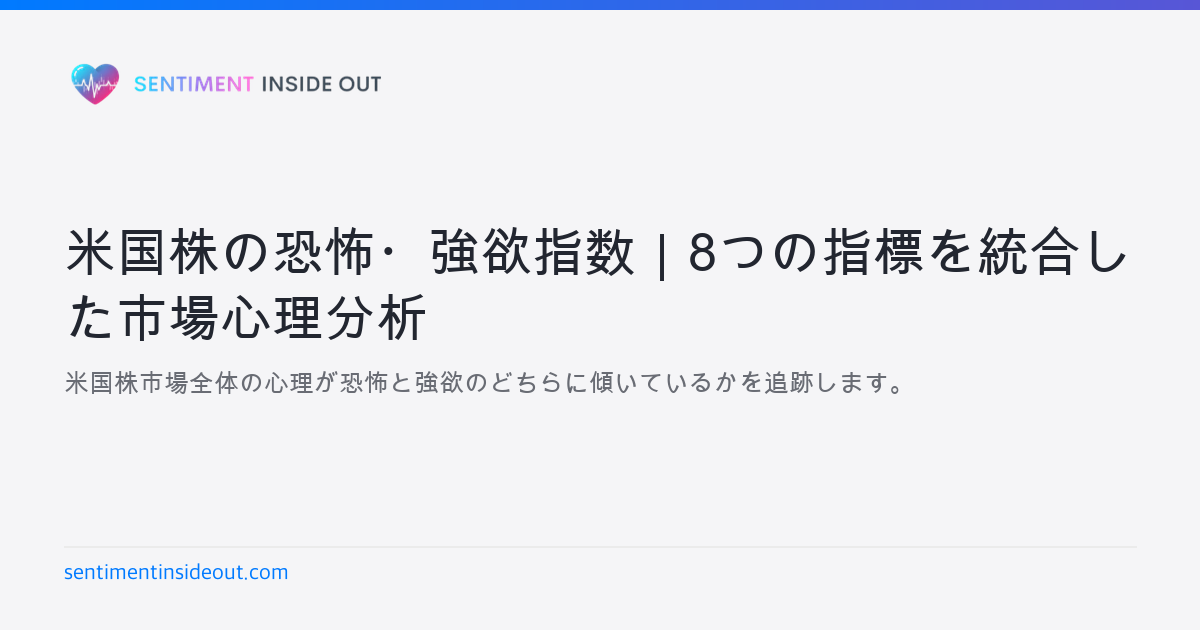 SENTIMENT INSIDE OUT
米国株の恐怖・強欲指数 | 8つの指標を統合し
た市場心理分析
米国株市場全体の心理が恐怖と強欲のどちらに傾いているかを追跡します。
sentimentinsideout.com